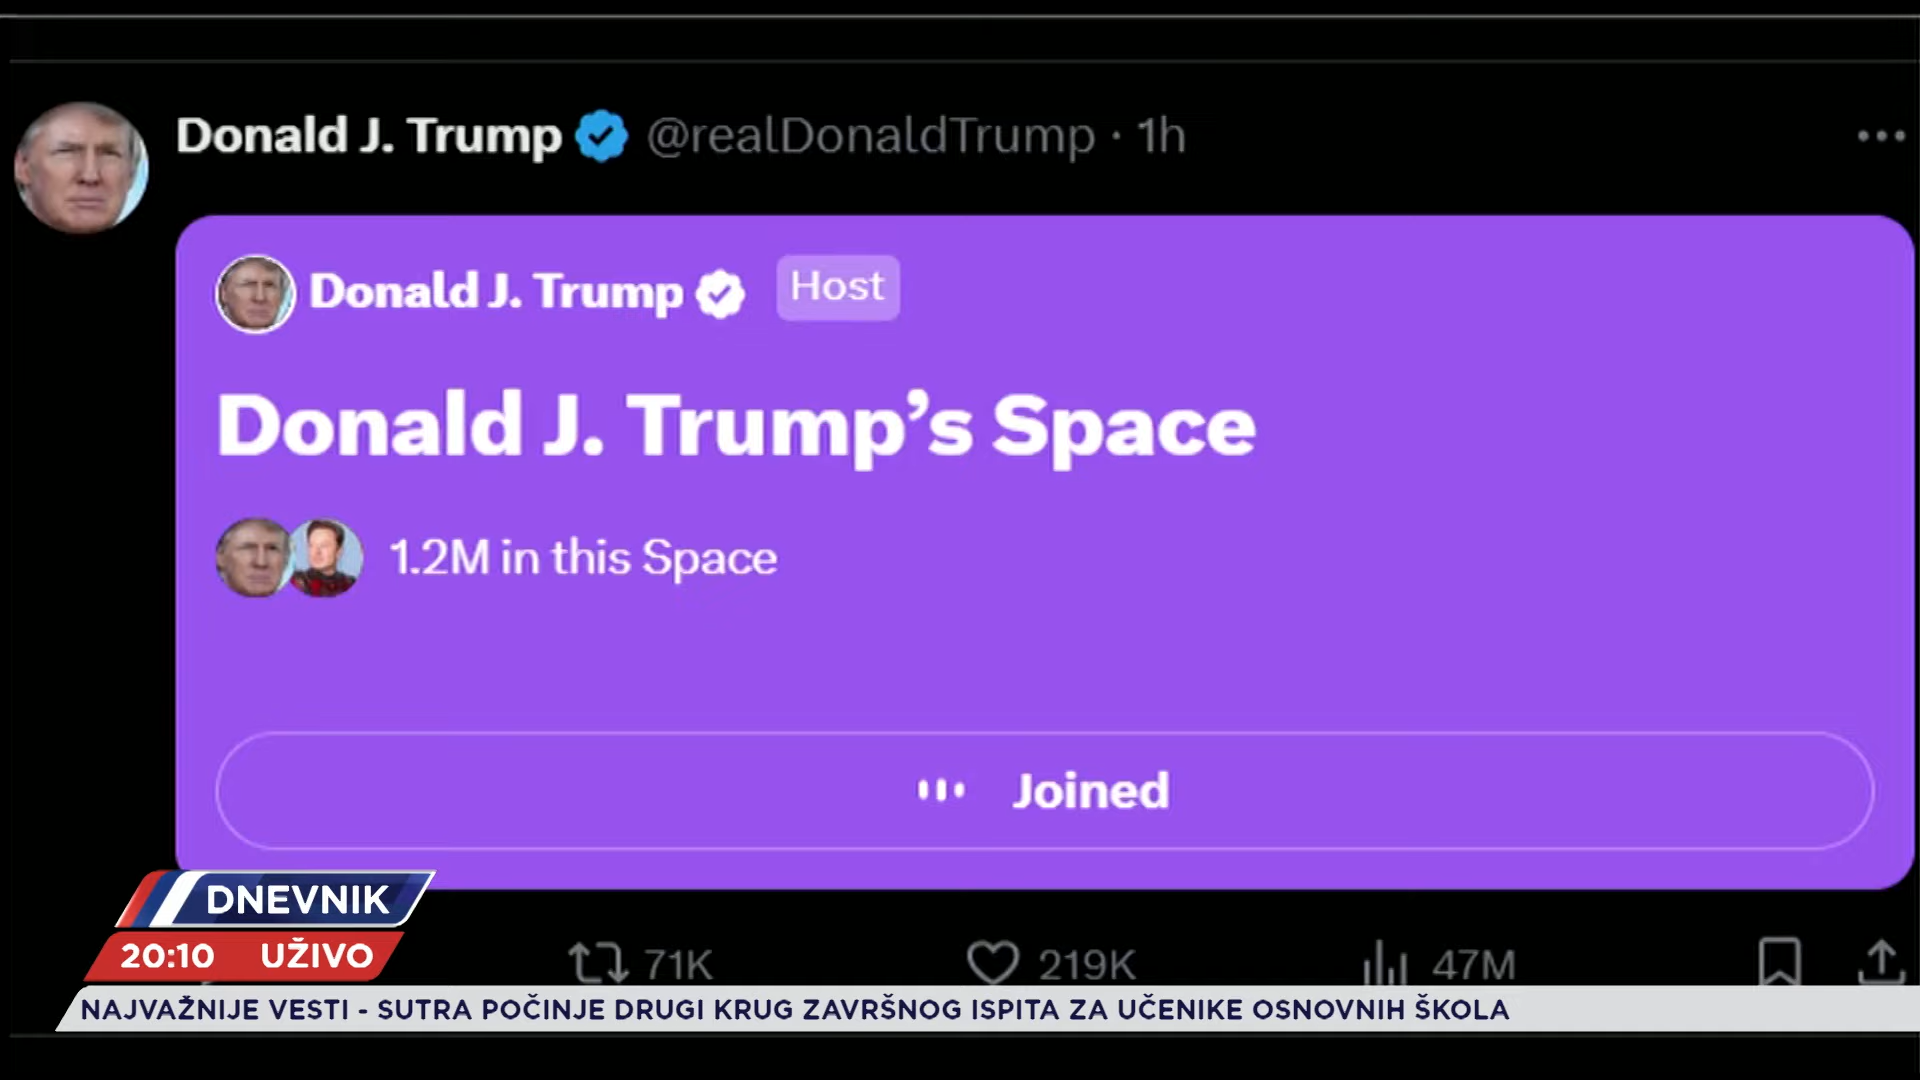 Donald J. Trump @realDonaldTrump · 1h
Donald J. Trump Host
Donald J. Trump’s Space
1.2M in this Space
Joined
71K 219K 47M
DNEVNIK
20:10 UŽIVO
NAJVAŽNIJE VESTI - SUTRA POČINJE DRUGI KRUG ZAVRŠNOG ISPITA ZA UČENIKE OSNOVNIH ŠKOLA